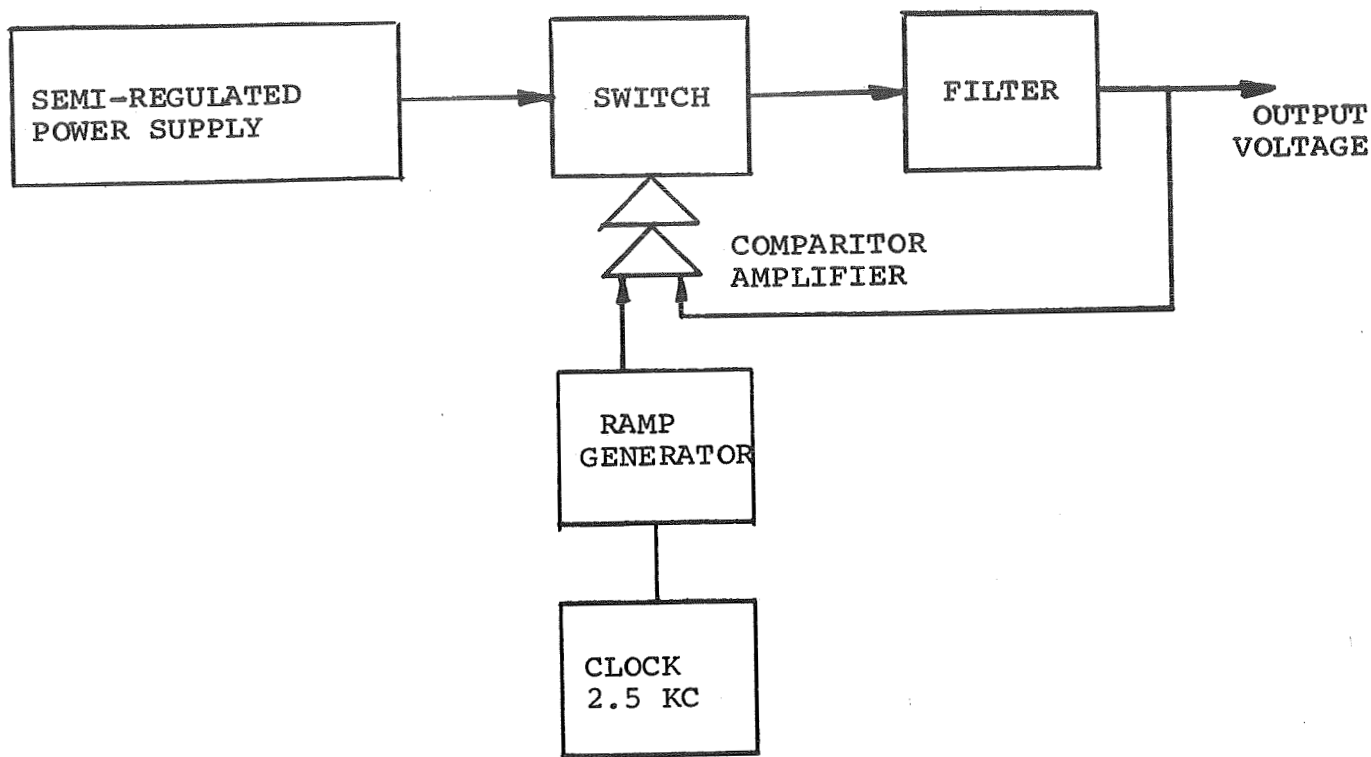 SEMI-REGULATED
POWER SUPPLY
SWITCH
FILTER
OUTPUT
VOLTAGE
COMPARITOR
AMPLIFIER
RAMP
GENERATOR
CLOCK
2.5 KC